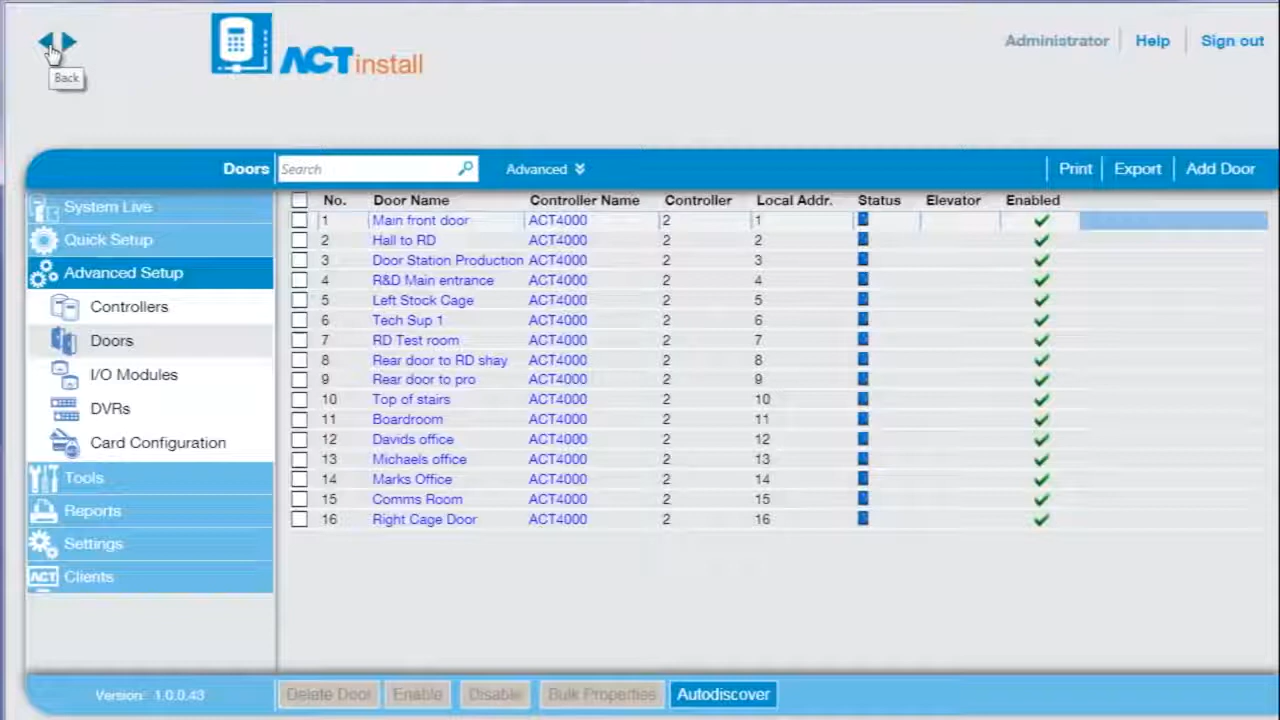 ACTinstall
Administrator Help Sign out
Back
Doors Search Advanced Print Export Add Door
System Live
Quick Setup
Advanced Setup
Controllers
Doors
I/O Modules
DVRs
Card Configuration
Tools
Reports
Settings
ACT Clients
No. Door Name Controller Name Controller Local Addr. Status Elevator Enabled
1 Main front door ACT4000 2 1
2 Hall to RD ACT4000 2 2
3 Door Station Production ACT4000 2 3
4 R&D Main entrance ACT4000 2 4
5 Left Stock Cage ACT4000 2 5
6 Tech Sup 1 ACT4000 2 6
7 RD Test room ACT4000 2 7
8 Rear door to RD shay ACT4000 2 8
9 Rear door to pro ACT4000 2 9
10 Top of stairs ACT4000 2 10
11 Boardroom ACT4000 2 11
12 Davids office ACT4000 2 12
13 Michaels office ACT4000 2 13
14 Marks Office ACT4000 2 14
15 Comms Room ACT4000 2 15
16 Right Cage Door ACT4000 2 16
Version: 1.0.0.43 Delete Door Enable Disable Bulk Properties Autodiscover